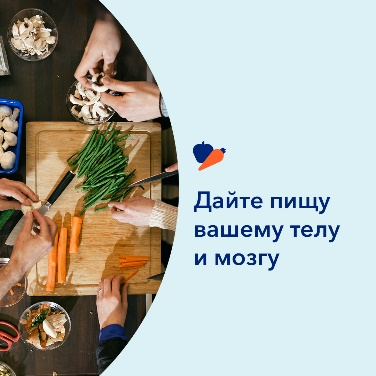 Дайте пищу
вашему телу
и мозгу